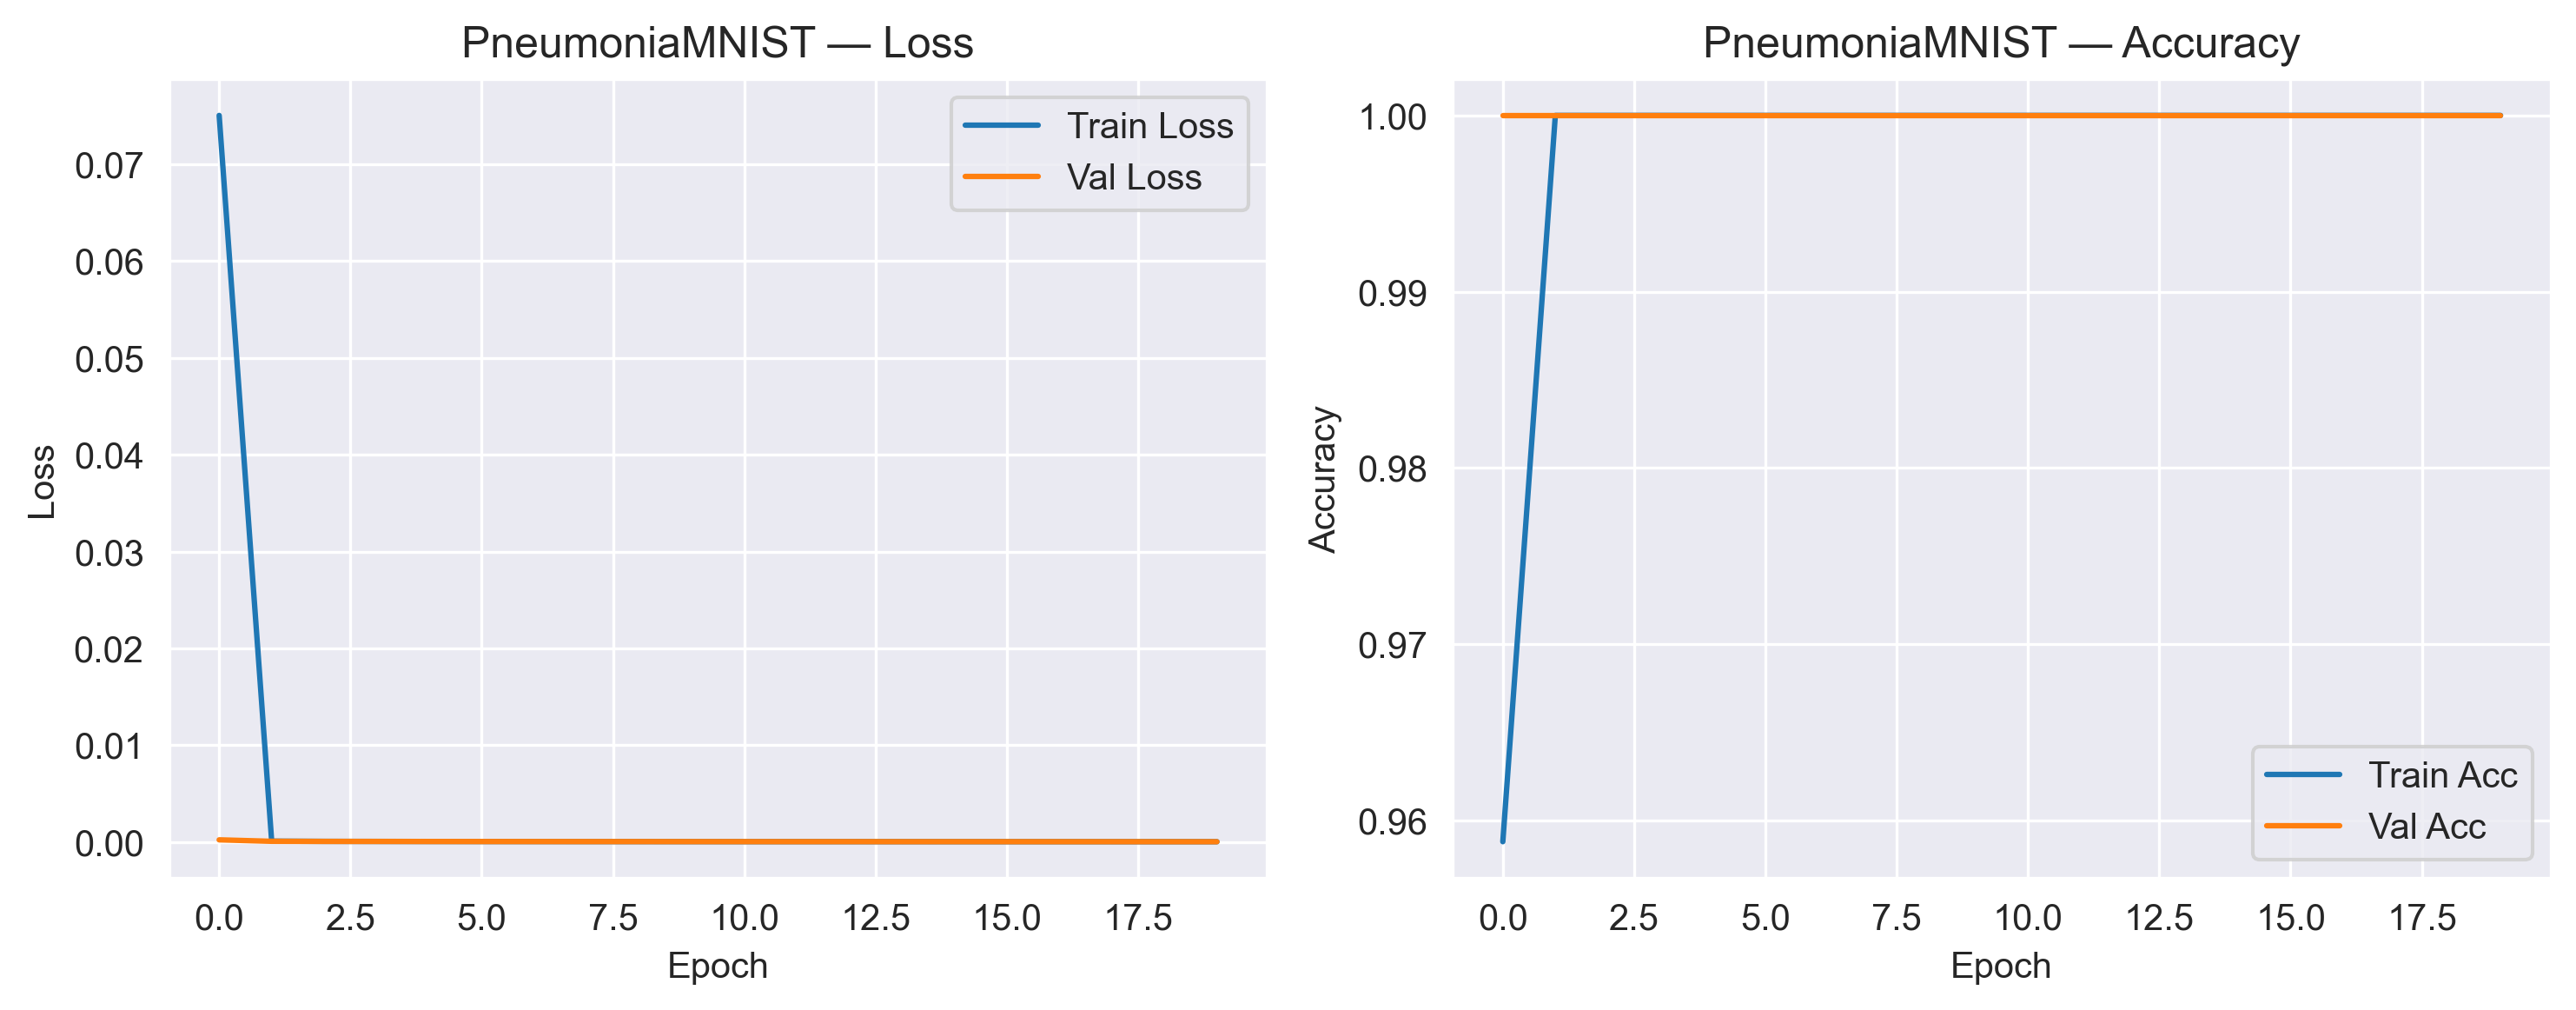 PneumoniaMNIST — Loss
Train Loss
Val Loss
0.07
0.06
0.05
0.04
0.03
0.02
0.01
0.00
Loss
0.0 2.5 5.0 7.5 10.0 12.5 15.0 17.5
Epoch
PneumoniaMNIST — Accuracy
1.00
0.99
0.98
0.97
0.96
Accuracy
Train Acc
Val Acc
0.0 2.5 5.0 7.5 10.0 12.5 15.0 17.5
Epoch